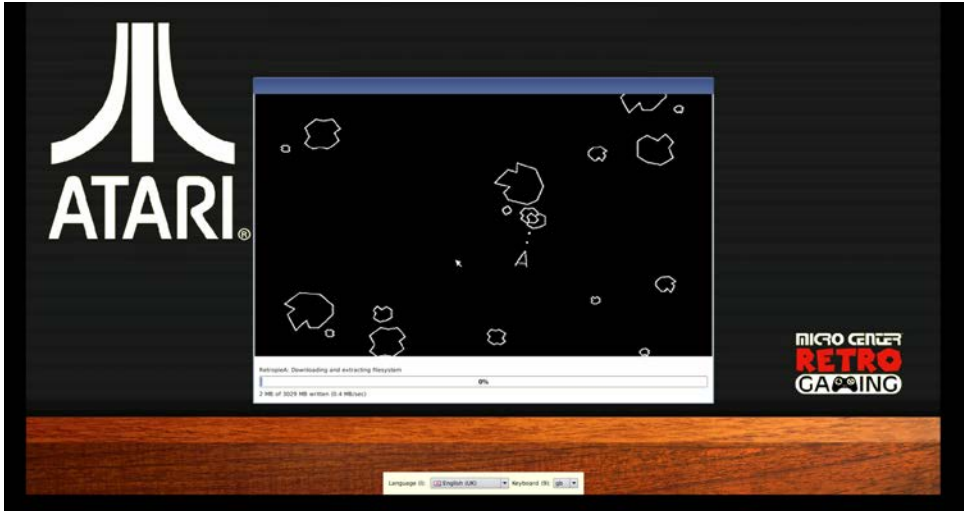 ATARI®
MICRO CENTER
RETRO
GAMING
RetropieA: Downloading and extracting filesystem
0%
2 MB of 3029 MB written (0.4 MB/sec)
Language (l): English (UK) Keyboard (9): gb